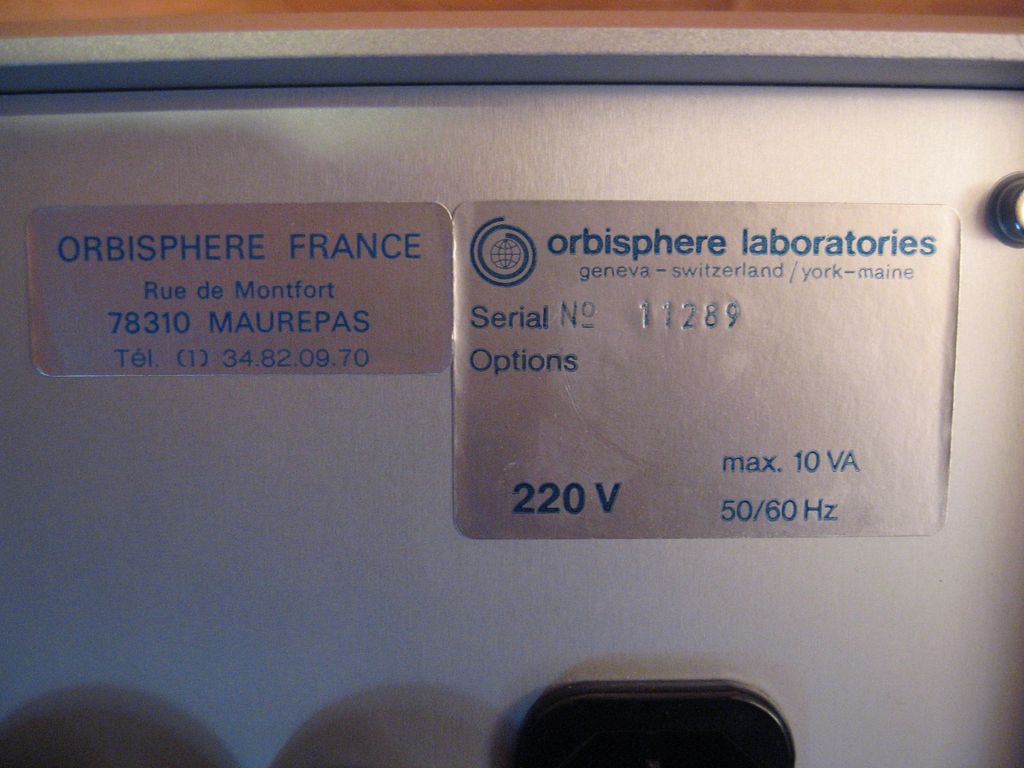 ORBISPHERE FRANCE
Rue de Montfort
78310 MAUREPAS
Tél. (1) 34.82.09.70
orbisphere laboratories
geneva - switzerland / york-maine
Serial Nº 11289
Options
max. 10 VA
220 V
50/60 Hz